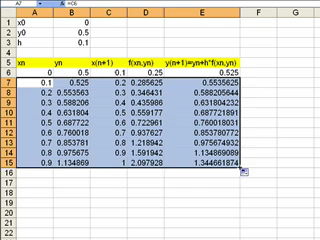 A7 =C6
A B C D E F G
1 x0 0
2 y0 0.5
3 h 0.1
4
5 xn yn x(n+1) f(xn,yn) y(n+1)=yn+h*f(xn,yn)
6 0 0.5 0.1 0.25 0.525
7 0.1 0.525 0.2 0.285625 0.5535625
8 0.2 0.553563 0.3 0.346431 0.588205644
9 0.3 0.588206 0.4 0.435986 0.631804232
10 0.4 0.631804 0.5 0.559177 0.687721891
11 0.5 0.687722 0.6 0.722961 0.760018031
12 0.6 0.760018 0.7 0.937627 0.853780772
13 0.7 0.853781 0.8 1.218942 0.975674932
14 0.8 0.975675 0.9 1.591942 1.134869089
15 0.9 1.134869 1 2.097928 1.344661874
16
17
18
19
20
21
22